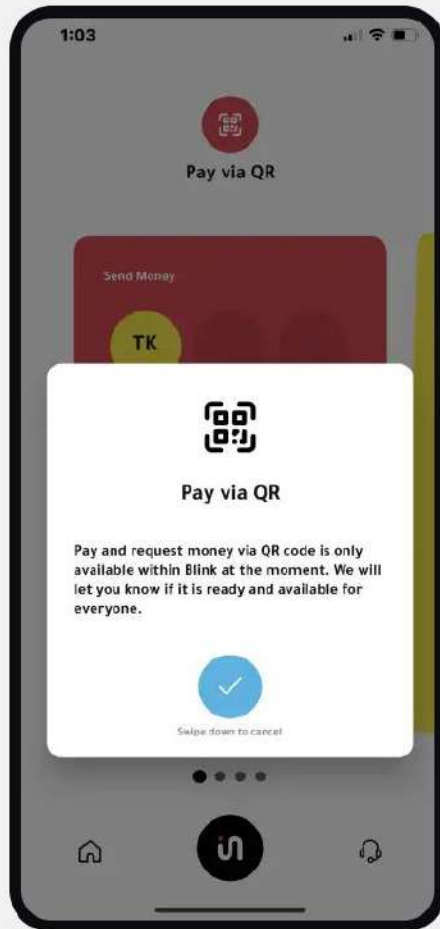 1:03
Pay via QR
Send Money
TK
Pay via QR
Pay and request money via QR code is only
available within Blink at the moment. We will
let you know if it is ready and available for
everyone.
Swipe down to cancel
in